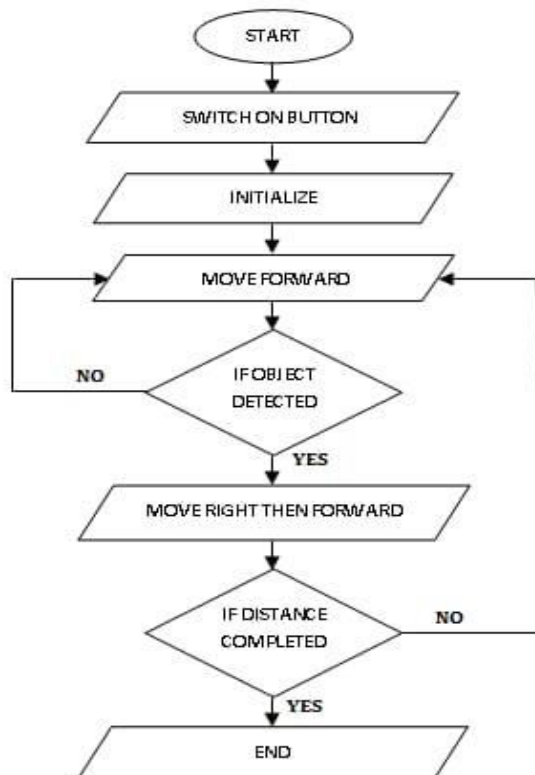 START
SWITCH ON BUTTON
INITIALIZE
MOVE FORWARD
NO
IF OBJECT
DETECTED
YES
MOVE RIGHT THEN FORWARD
IF DISTANCE
COMPLETED
NO
YES
END